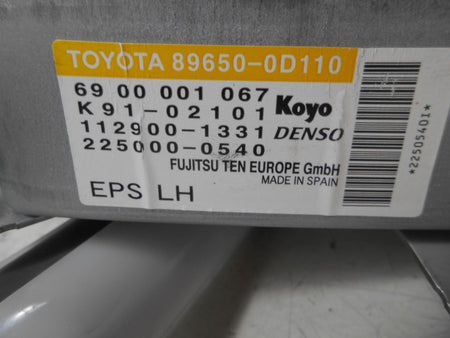 TOYOTA 89650-0D110
69 00 001 067
K91-02101 Koyo
112900-1331 DENSO
225000-0540
FUJITSU TEN EUROPE GmbH
MADE IN SPAIN
EPS LH
*22505401*